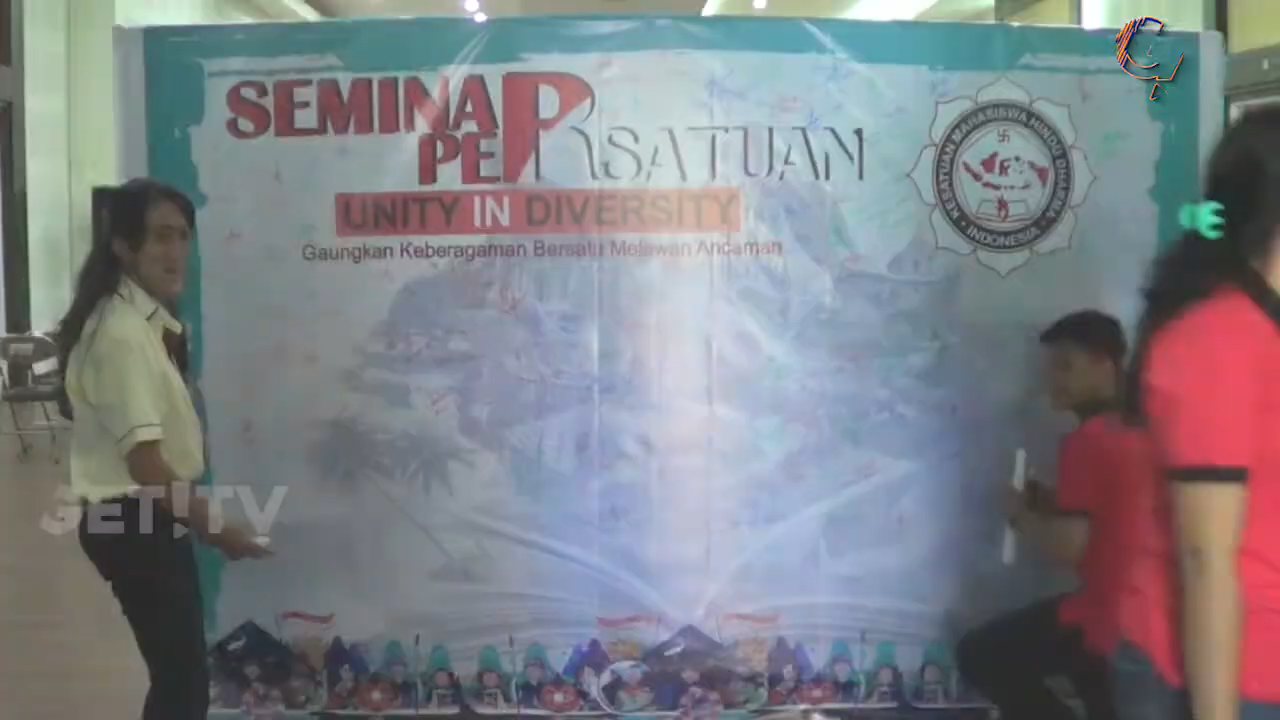 SEMINAR
PERSATUAN
UNITY IN DIVERSITY
Gaungkan Keberagaman Bersatu Melawan Ancaman
KESATUAN MAHASISWA HINDU DHARMA
INDONESIA
GET!TV